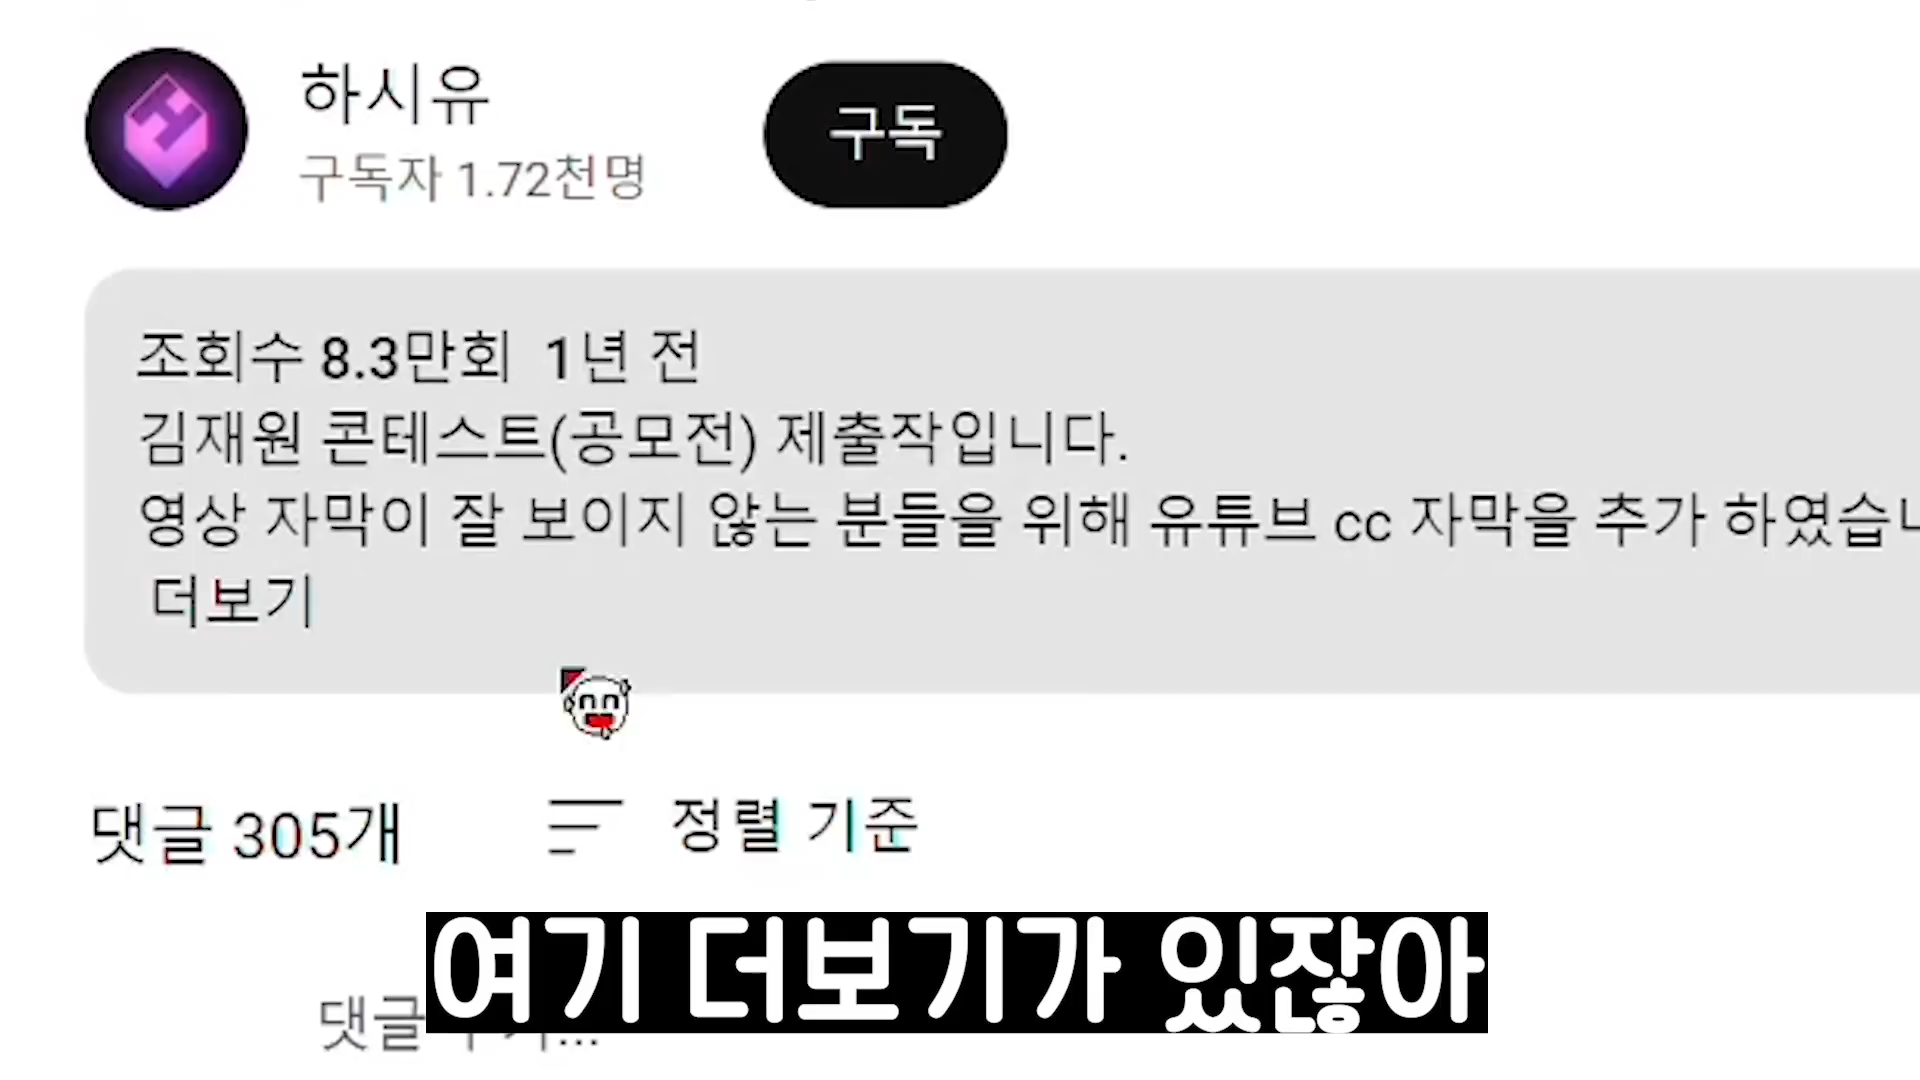 하시유
구독자 1.72천명
구독
조회수 8.3만회 1년 전
김재원 콘테스트(공모전) 제출작입니다.
영상 자막이 잘 보이지 않는 분들을 위해 유튜브 cc 자막을 추가 하였습
더보기
댓글 305개
정렬 기준
댓글
여기 더보기가 있잖아